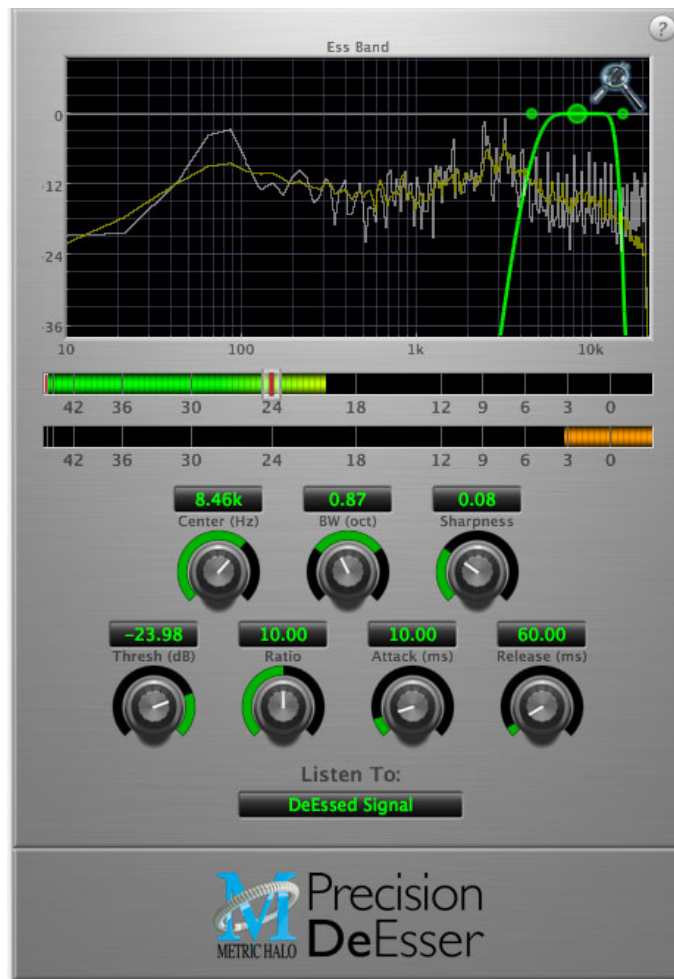 ?
Ess Band
0
-12
-24
-36
10 100 1k 10k
42 36 30 24 18 12 9 6 3 0
42 36 30 24 18 12 9 6 3 0
8.46k 0.87 0.08
Center (Hz) BW (oct) Sharpness
-23.98 10.00 10.00 60.00
Thresh (dB) Ratio Attack (ms) Release (ms)
Listen To:
DeEssed Signal
M
METRIC HALO
Precision
DeEsser